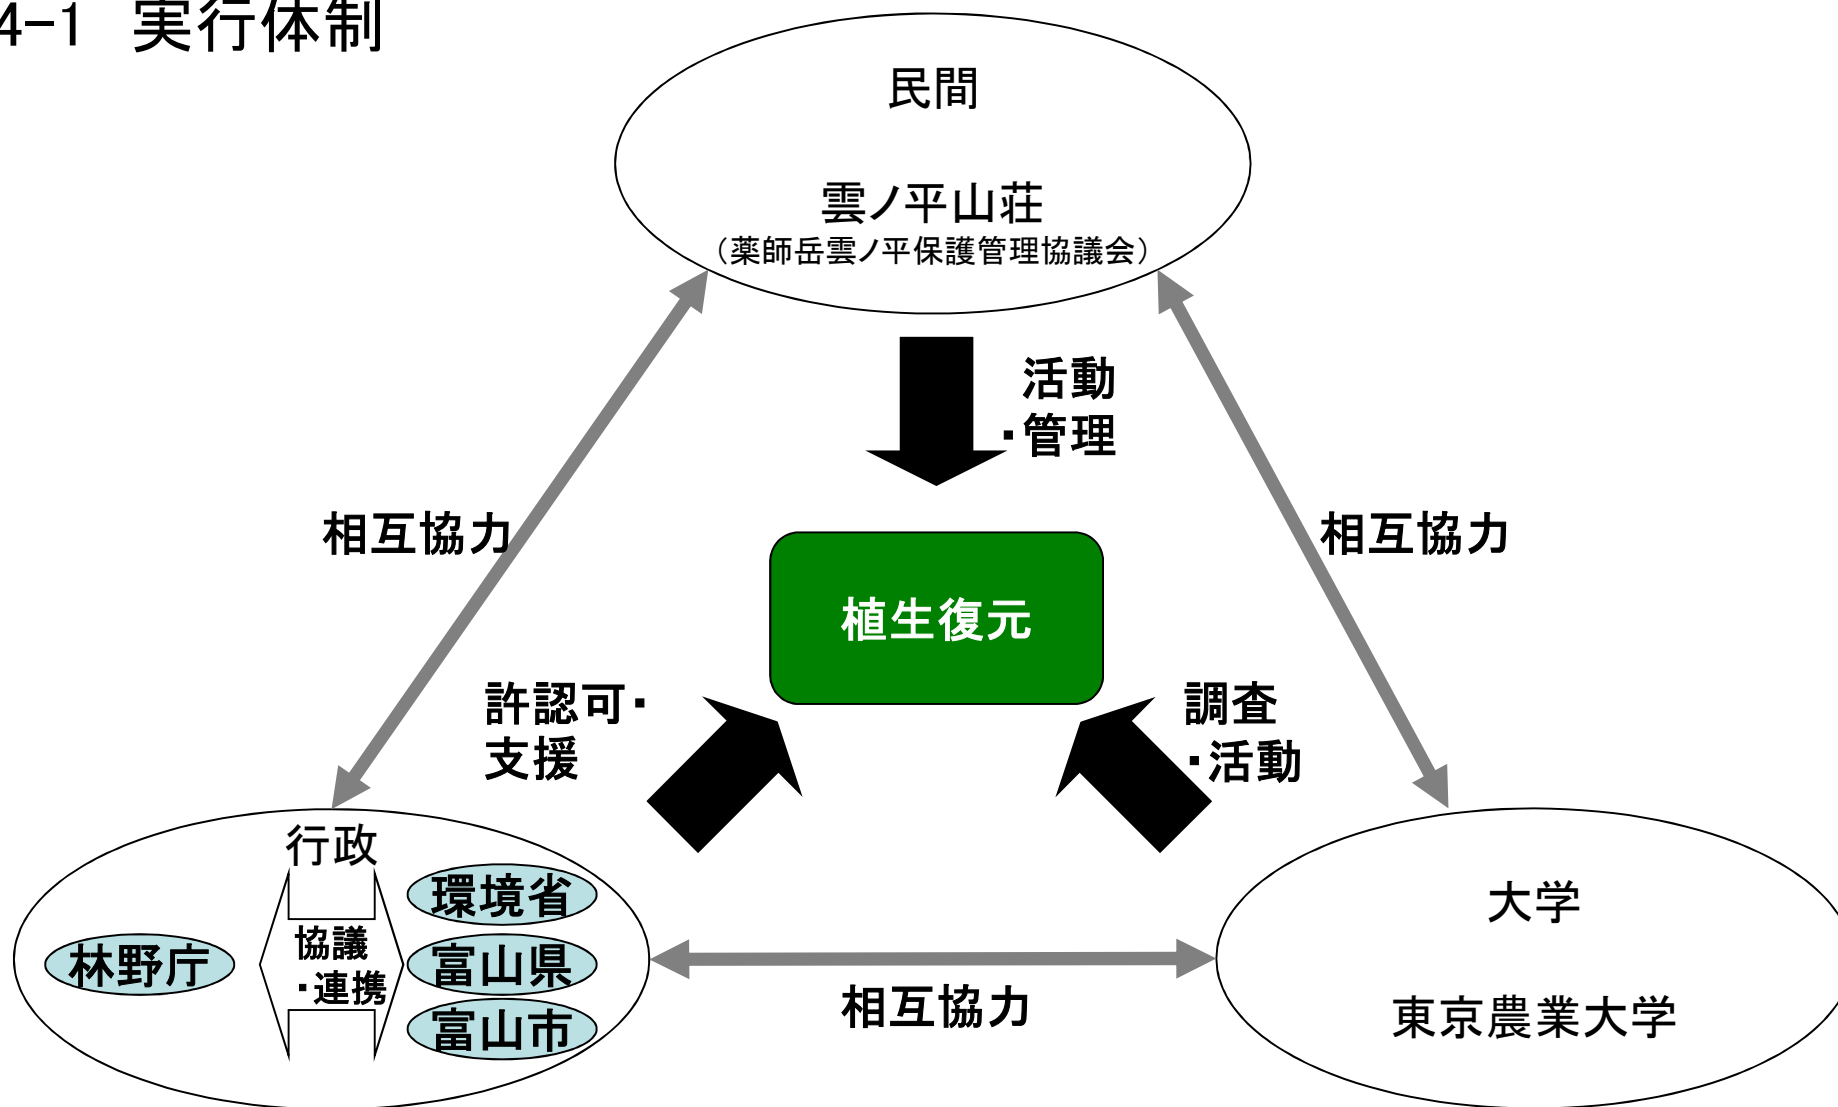 4-1 実行体制
民間
雲ノ平山荘
（薬師岳雲ノ平保護管理協議会）
活動
・管理
相互協力
相互協力
植生復元
許認可・
支援
調査
・活動
行政
環境省
林野庁
協議
・連携
富山県
富山市
相互協力
大学
東京農業大学